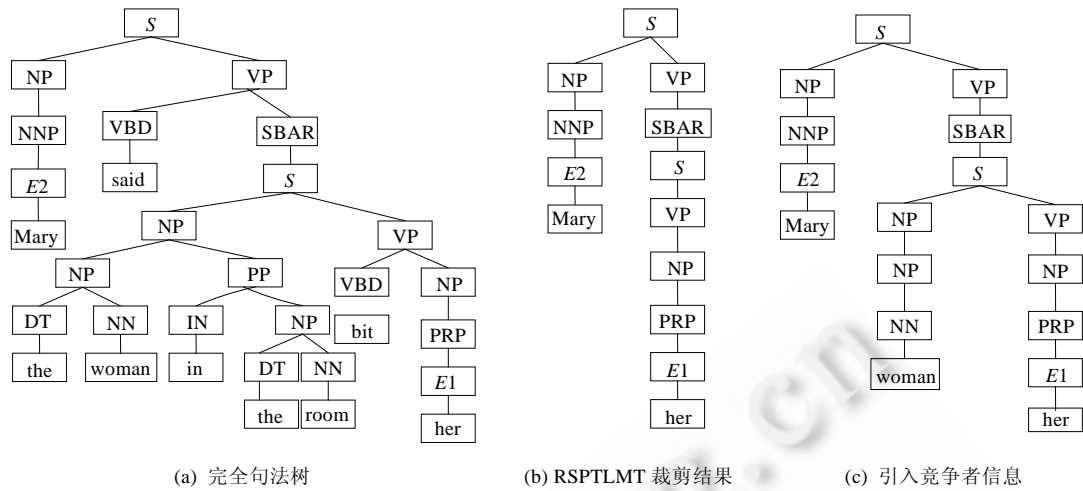 S S S
NP VP NP VP NP VP
NNP VBD SBAR NNP SBAR NNP SBAR
E2 said S E2 S E2 S
Mary NP VP Mary VP Mary NP VP
NP PP VBD NP NP NP NP
DT NN IN NP bit PRP PRP NN PRP
the woman in DT NN E1 E1 woman E1
the room her her her
(a) 完全句法树 (b) RSPTLMT 裁剪结果 (c) 引入竞争者信息